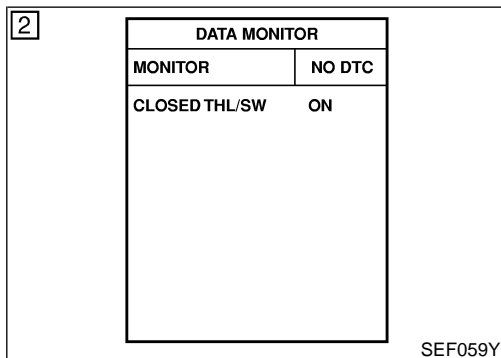 2
DATA MONITOR
MONITOR NO DTC
CLOSED THL/SW ON
SEF059Y